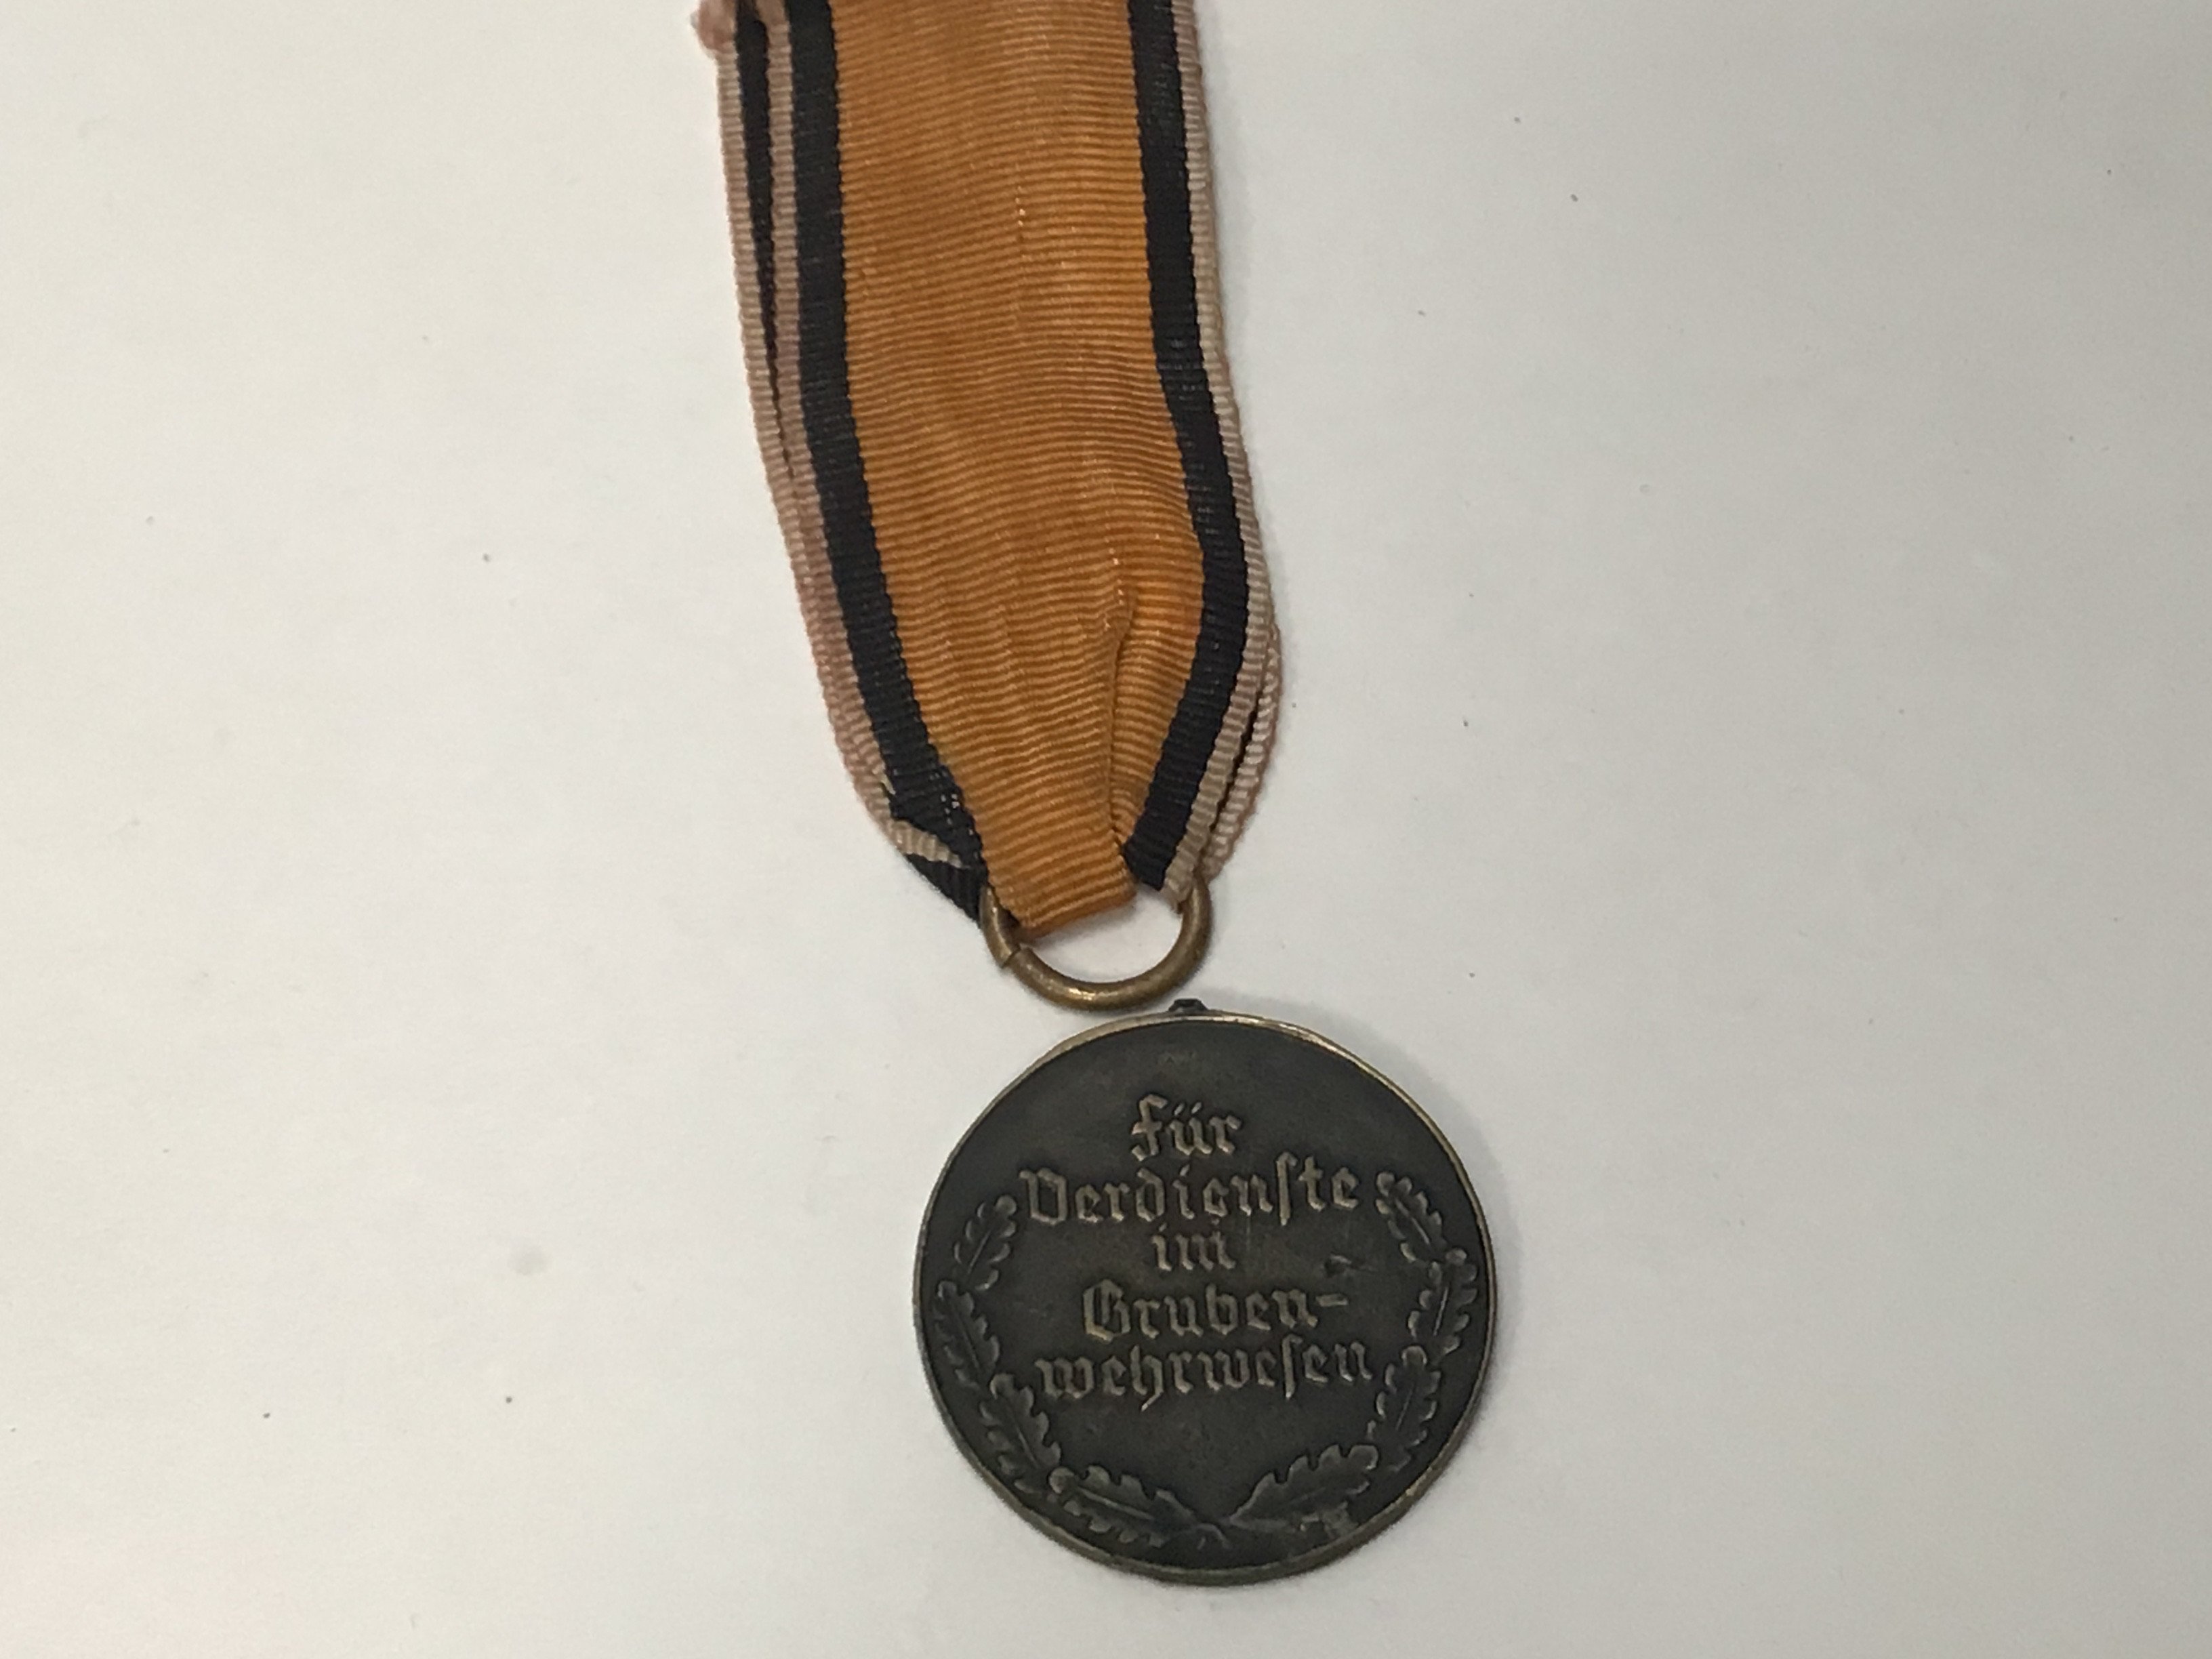 Für
Verdienste
im
Gruben-
wehrwesen